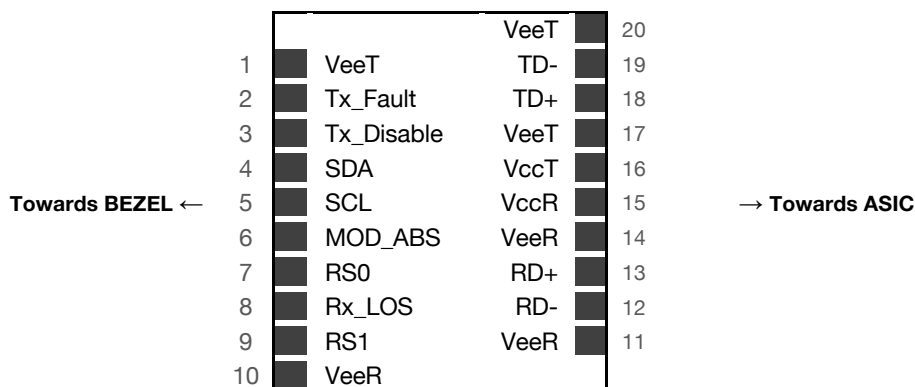 VeeT 20
1 VeeT TD- 19
2 Tx_Fault TD+ 18
3 Tx_Disable VeeT 17
4 SDA VccT 16
Towards BEZEL ← 5 SCL VccR 15 → Towards ASIC
6 MOD_ABS VeeR 14
7 RS0 RD+ 13
8 Rx_LOS RD- 12
9 RS1 VeeR 11
10 VeeR